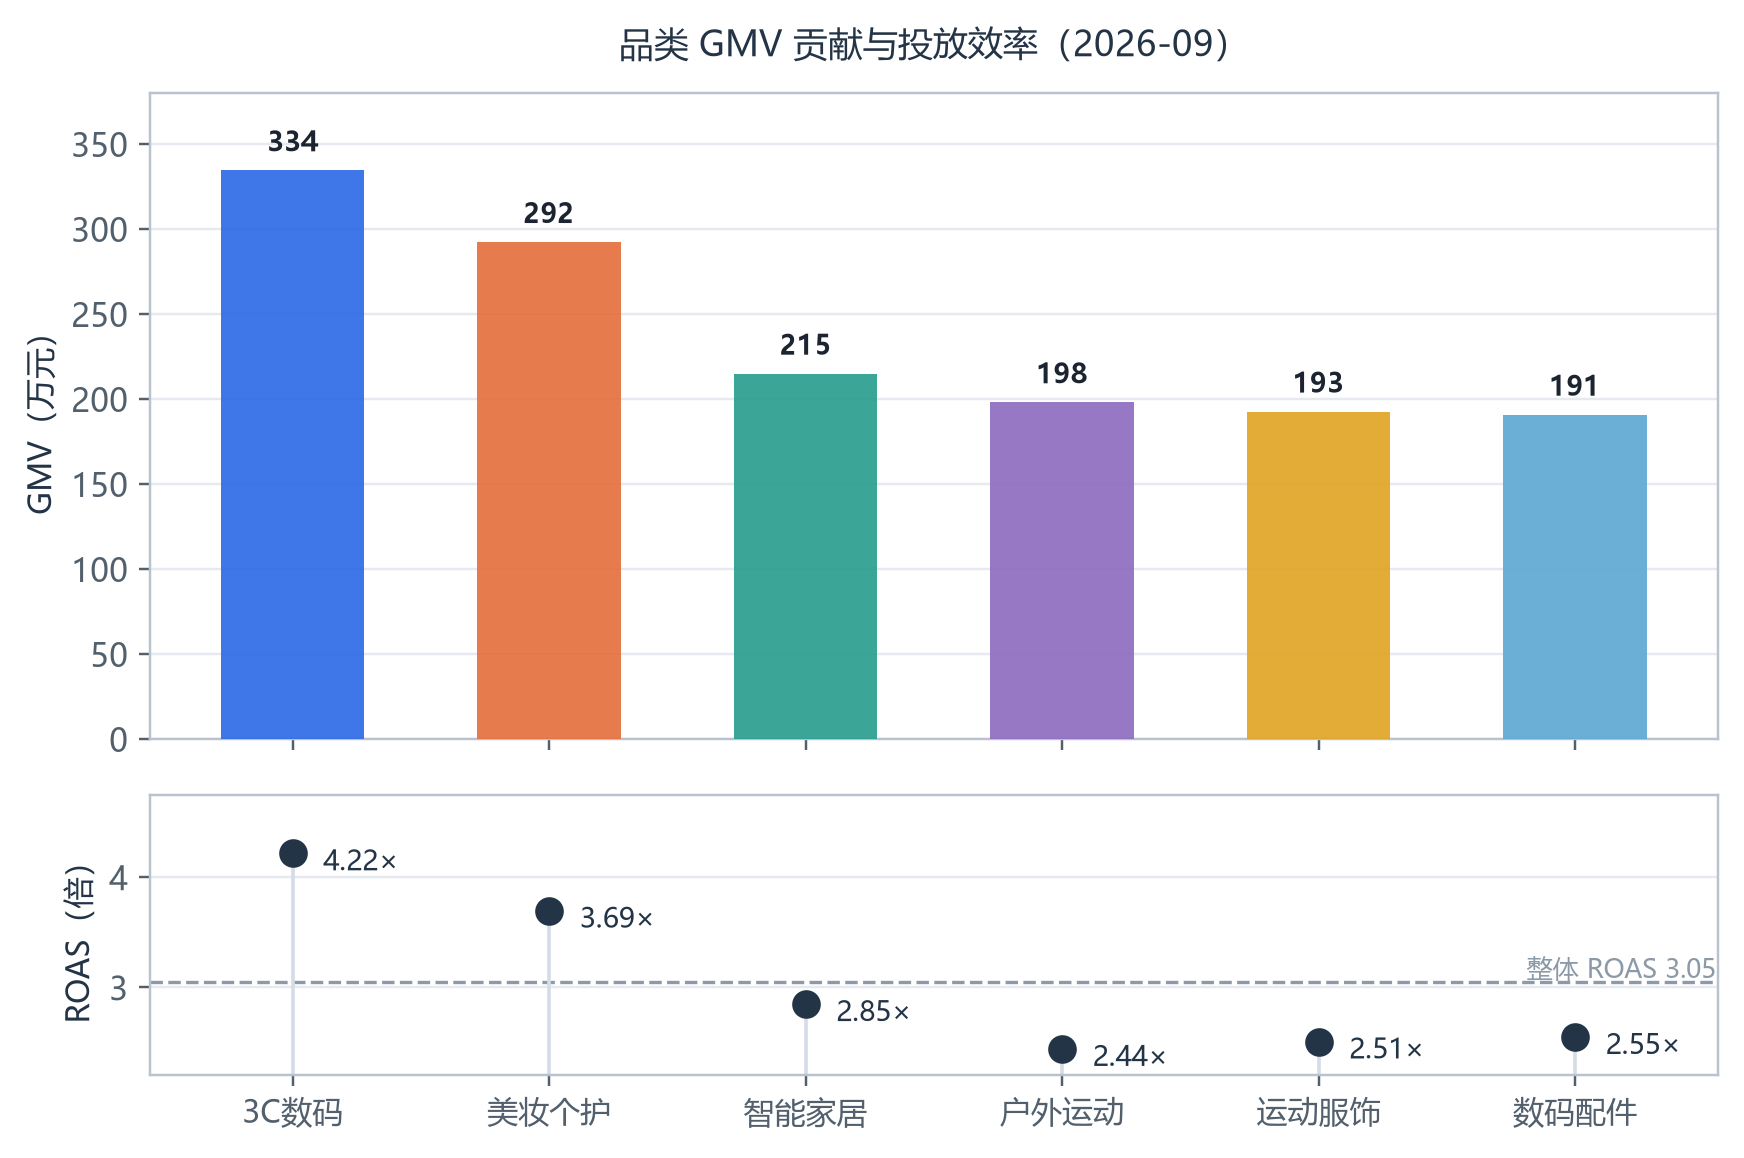 品类 GMV 贡献与投放效率（2026-09）
GMV（万元）
350
300
250
200
150
100
50
0
334
292
215
198
193
191
ROAS（倍）
4
3
4.22×
3.69×
2.85×
2.44×
2.51×
2.55×
整体 ROAS 3.05
3C数码
美妆个护
智能家居
户外运动
运动服饰
数码配件